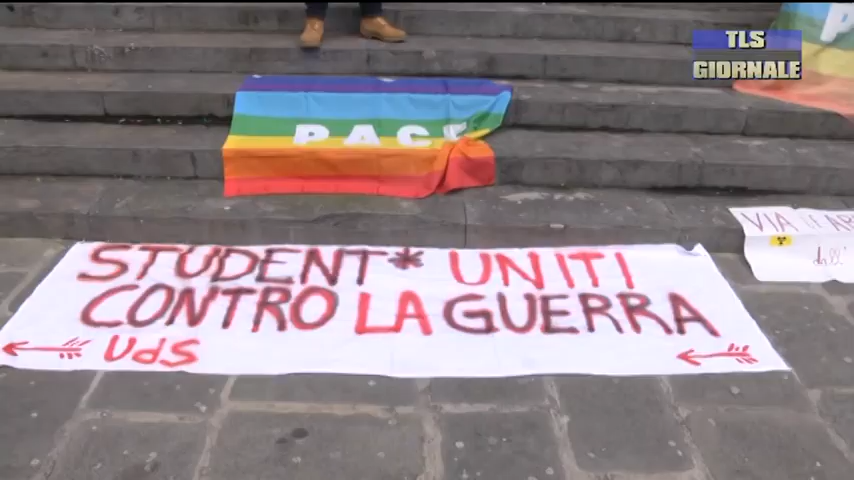 TLS
GIORNALE
PACE
STUDENT* UNITI
CONTRO LA GUERRA
UdS
VIA